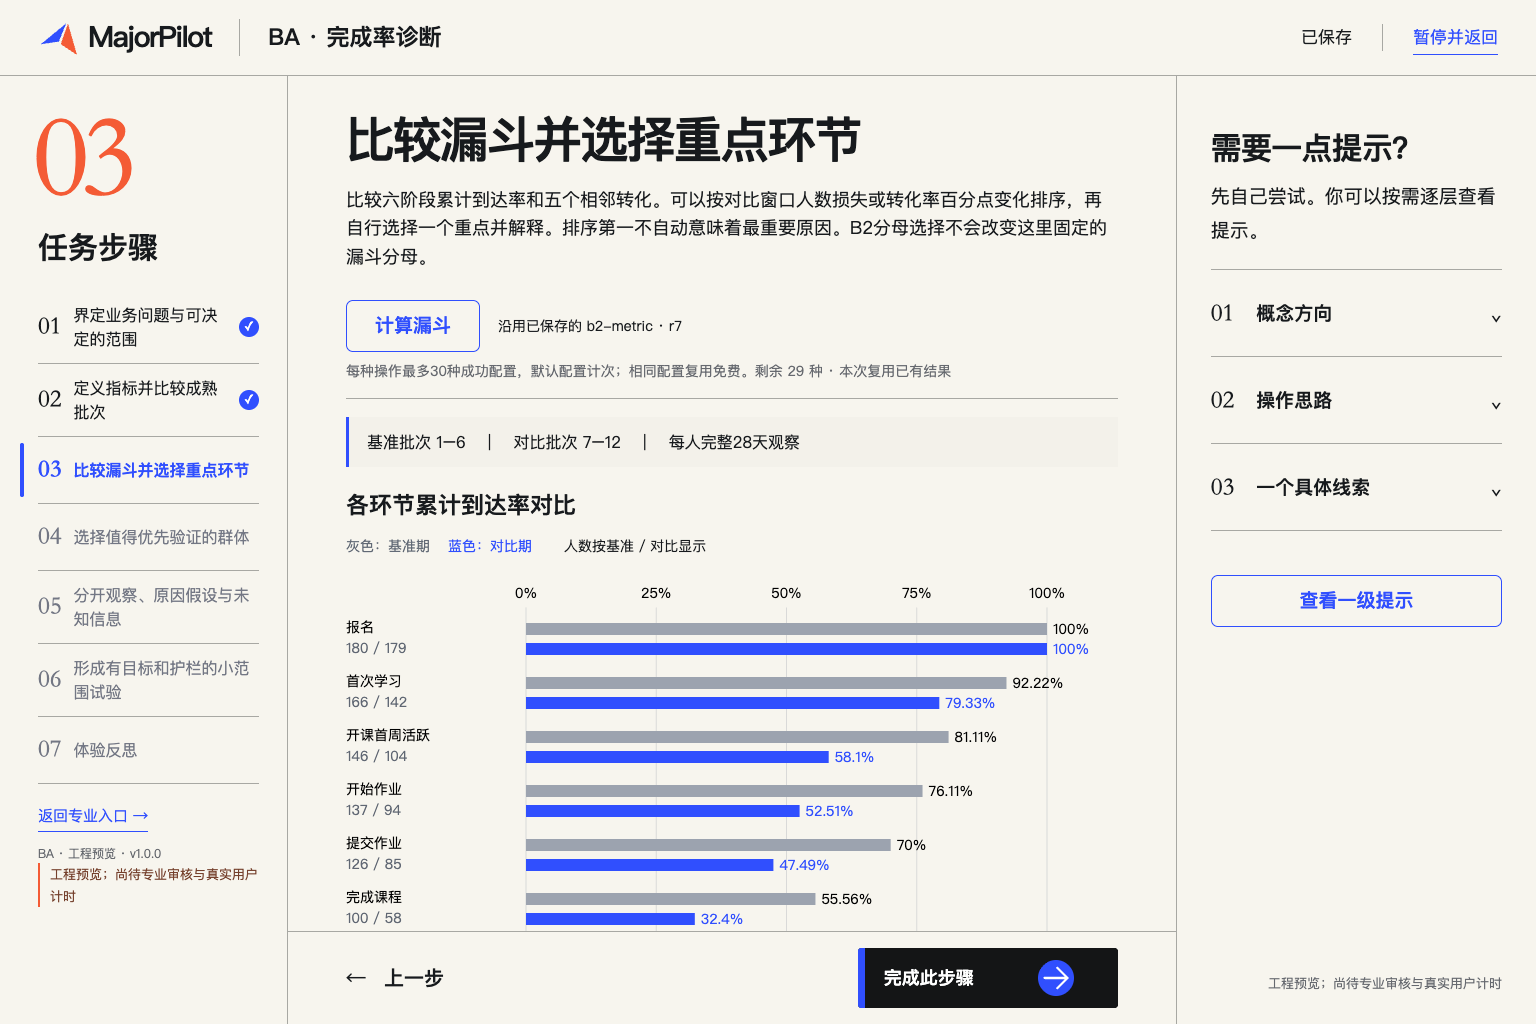 MajorPilot
BA · 完成率诊断
已保存
暂停并返回
03
任务步骤
01 界定业务问题与可决
定的范围
02 定义指标并比较成熟
批次
03 比较漏斗并选择重点环节
04 选择值得优先验证的群体
05 分开观察、原因假设与未
知信息
06 形成有目标和护栏的小范
围试验
07 体验反思
返回专业入口 →
BA · 工程预览 · v1.0.0
工程预览；尚待专业审核与真实用户
计时
比较漏斗并选择重点环节
比较六阶段累计到达率和五个相邻转化。可以按对比窗口人数损失或转化率百分点变化排序，再
自行选择一个重点并解释。排序第一不自动意味着最重要原因。B2分母选择不会改变这里固定的
漏斗分母。
计算漏斗
沿用已保存的 b2-metric · r7
每种操作最多30种成功配置，默认配置计次；相同配置复用免费。剩余 29 种 · 本次复用已有结果
基准批次 1—6 | 对比批次 7—12 | 每人完整28天观察
各环节累计到达率对比
灰色：基准期 蓝色：对比期 人数按基准 / 对比显示
0% 25% 50% 75% 100%
报名
180 / 179
100%
100%
首次学习
166 / 142
92.22%
79.33%
开课首周活跃
146 / 104
81.11%
58.1%
开始作业
137 / 94
76.11%
52.51%
提交作业
126 / 85
70%
47.49%
完成课程
100 / 58
55.56%
32.4%
← 上一步
完成此步骤
需要一点提示?
先自己尝试。你可以按需逐层查看
提示。
01 概念方向
02 操作思路
03 一个具体线索
查看一级提示
工程预览；尚待专业审核与真实用户计时